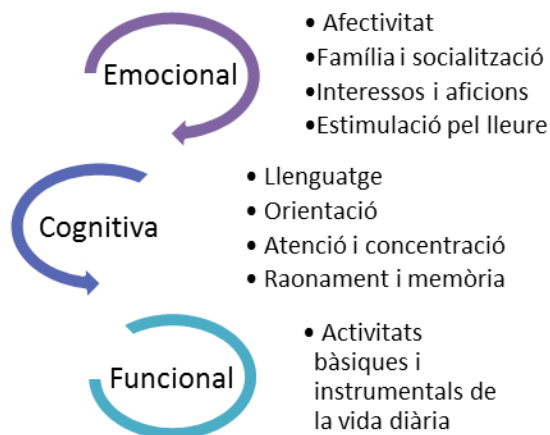 Emocional
• Afectivitat
• Família i socialització
• Interessos i aficions
• Estimulació pel lleure
Cognitiva
• Llenguatge
• Orientació
• Atenció i concentració
• Raonament i memòria
Funcional
• Activitats
bàsiques i
instrumentals de
la vida diària